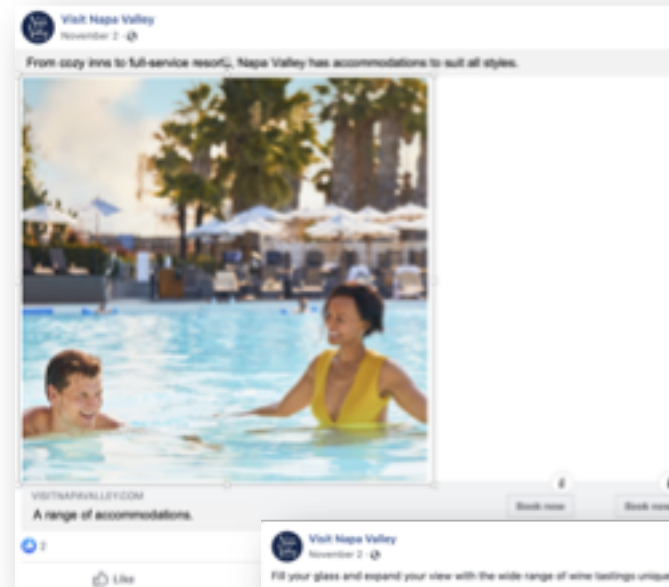 Visit Napa Valley
November 2
From cozy inns to full-service resorts, Napa Valley has accommodations to suit all styles.
VISITNAPAVALLEY.COM
A range of accommodations.
Book now
Book now
2
Like
Visit Napa Valley
November 2
Fill your glass and expand your view with the wide range of wine tastings